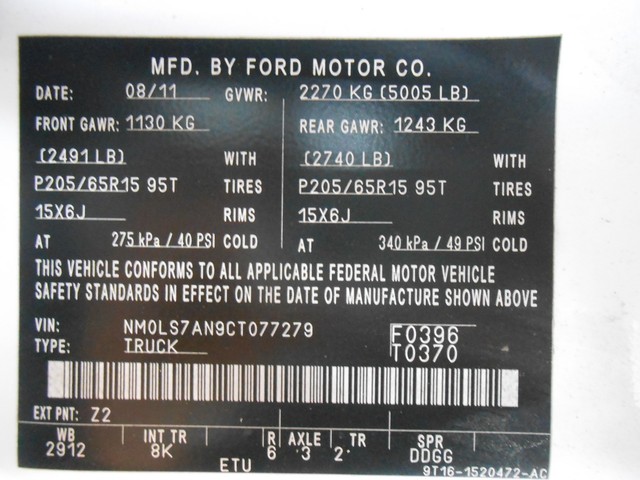 MFD. BY FORD MOTOR CO.
DATE: 08/11 GVWR: 2270 KG (5005 LB)
FRONT GAWR: 1130 KG REAR GAWR: 1243 KG
(2491 LB) WITH (2740 LB) WITH
P205/65R15 95T TIRES P205/65R15 95T TIRES
15X6J RIMS 15X6J RIMS
AT 275 kPa / 40 PSI COLD AT 340 kPa / 49 PSI COLD
THIS VEHICLE CONFORMS TO ALL APPLICABLE FEDERAL MOTOR VEHICLE
SAFETY STANDARDS IN EFFECT ON THE DATE OF MANUFACTURE SHOWN ABOVE
VIN: NM0LS7AN9CT077279 F0396
TYPE: TRUCK T0370
EXT PNT: Z2
WB INT TR R AXLE TR SPR
2912 8K 6 3 2 DDGG
ETU 9T16-1520472-AC